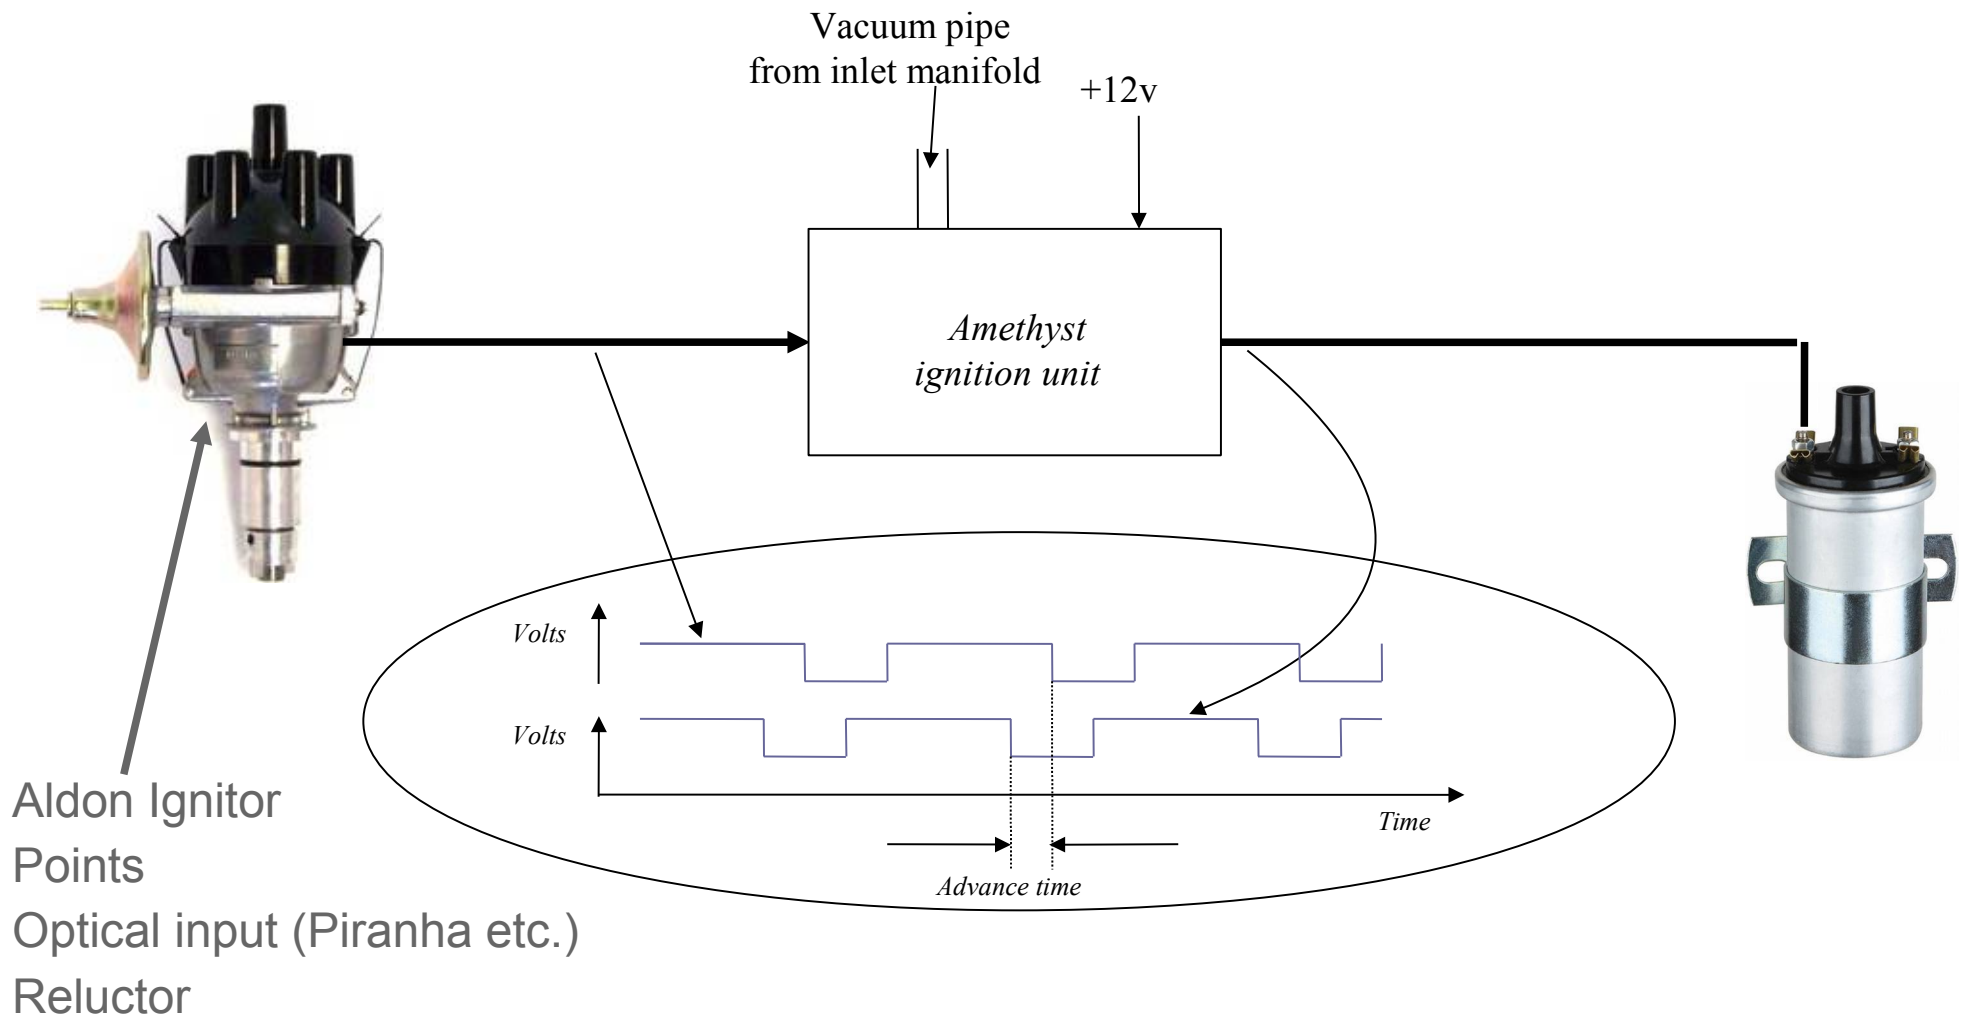 Vacuum pipe
from inlet manifold
+12v
Amethyst
ignition unit
Volts
Volts
Time
Advance time
Aldon Ignitor
Points
Optical input (Piranha etc.)
Reluctor